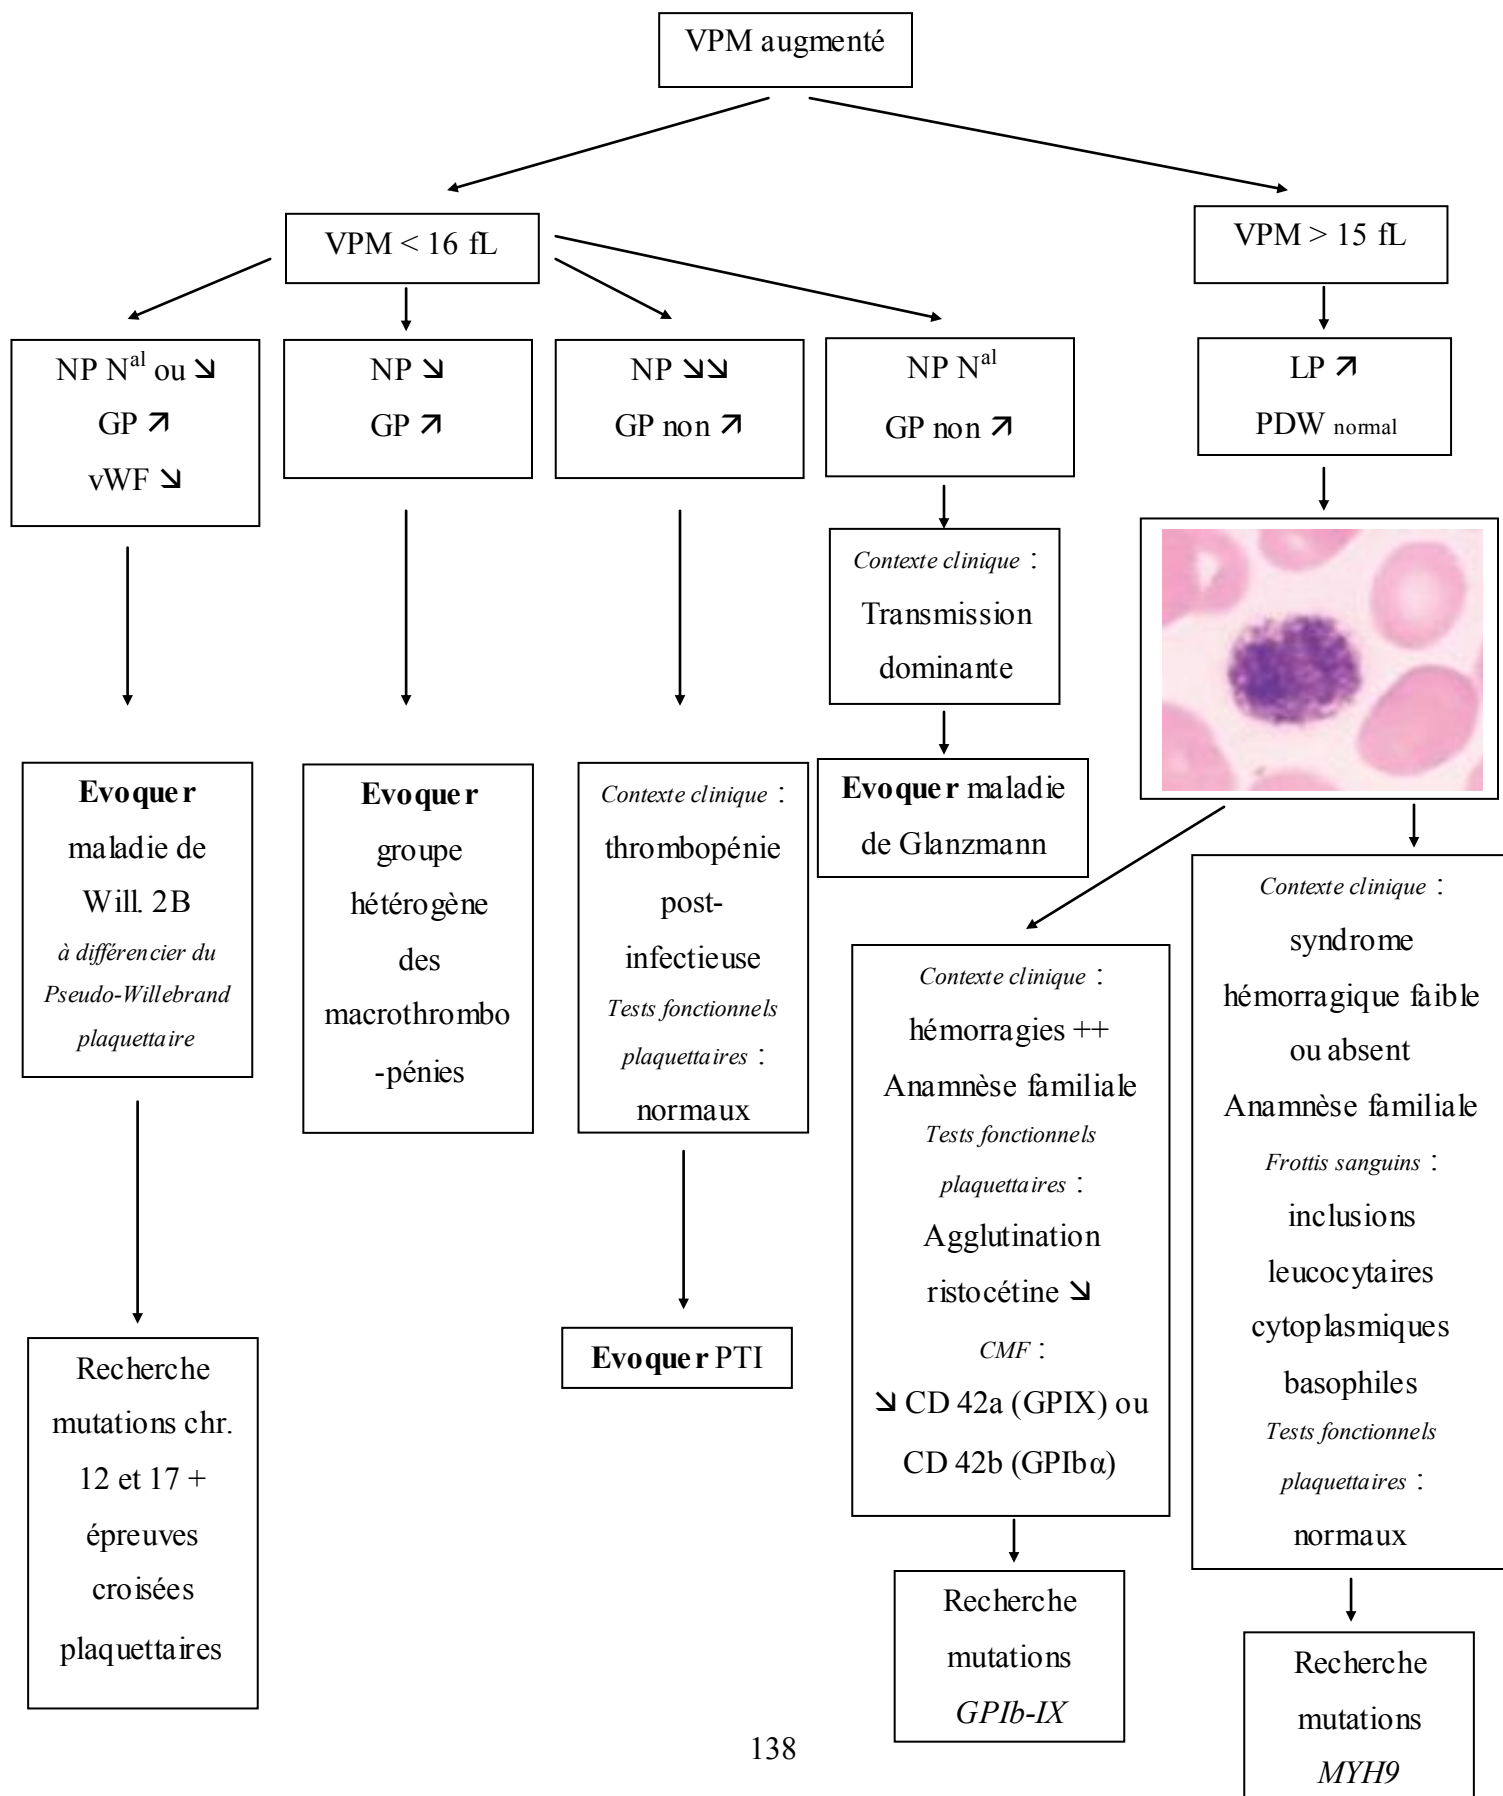 VPM augmenté
VPM < 16 fL
VPM > 15 fL
NP Nal ou ↘
GP ↗
vWF ↘
NP ↘
GP ↗
NP ↘↘
GP non ↗
NP Nal
GP non ↗
LP ↗
PDW normal
Contexte clinique :
Transmission
dominante
Evoquer maladie
de Glanzmann
Evoquer
maladie de
Will. 2B
à différencier du
Pseudo-Willebrand
plaquettaire
Evoquer
groupe
hétérogène
des
macrothrombo
-pénies
Contexte clinique :
thrombopénie
post-
infectieuse
Tests fonctionnels
plaquettaires :
normaux
Contexte clinique :
hémorragies ++
Anamnèse familiale
Tests fonctionnels
plaquettaires :
Agglutination
ristocétine ↘
CMF :
↘ CD 42a (GPIX) ou
CD 42b (GPIbα)
Contexte clinique :
syndrome
hémorragique faible
ou absent
Anamnèse familiale
Frottis sanguins :
inclusions
leucocytaires
cytoplasmiques
basophiles
Tests fonctionnels
plaquettaires :
normaux
Recherche
mutations chr.
12 et 17 +
épreuves
croisées
plaquettaires
Evoquer PTI
Recherche
mutations
GPIb-IX
Recherche
mutations
MYH9
138